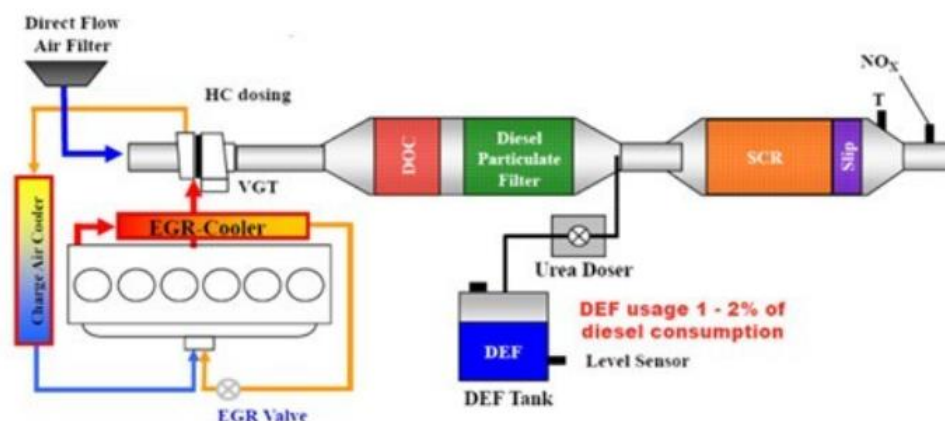 Direct Flow
Air Filter
HC dosing
VGT
Charge Air Cooler
EGR-Cooler
EGR Valve
DOC
Diesel
Particulate
Filter
Urea Doser
DEF
DEF Tank
DEF usage 1 - 2% of
diesel consumption
Level Sensor
SCR
Slip
T
NOX